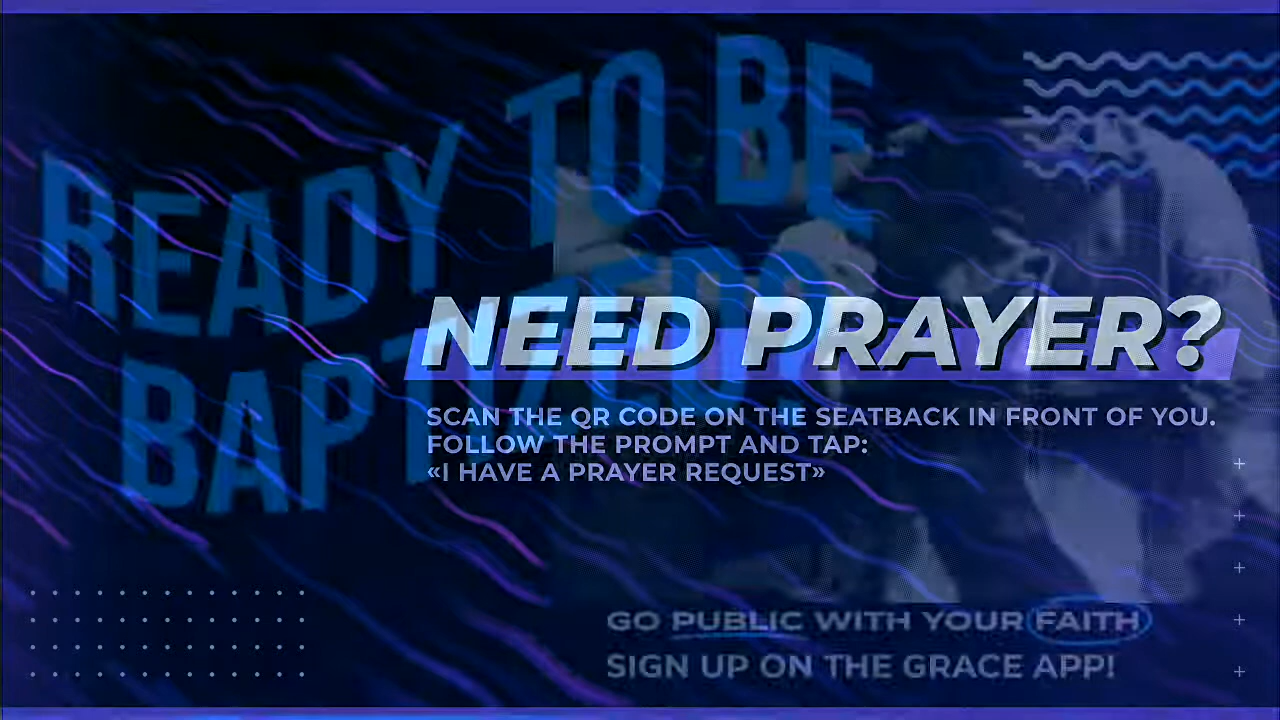 READY TO BE
BAPTIZED?
NEED PRAYER?
SCAN THE QR CODE ON THE SEATBACK IN FRONT OF YOU.
FOLLOW THE PROMPT AND TAP:
«I HAVE A PRAYER REQUEST»
GO PUBLIC WITH YOUR FAITH
SIGN UP ON THE GRACE APP!